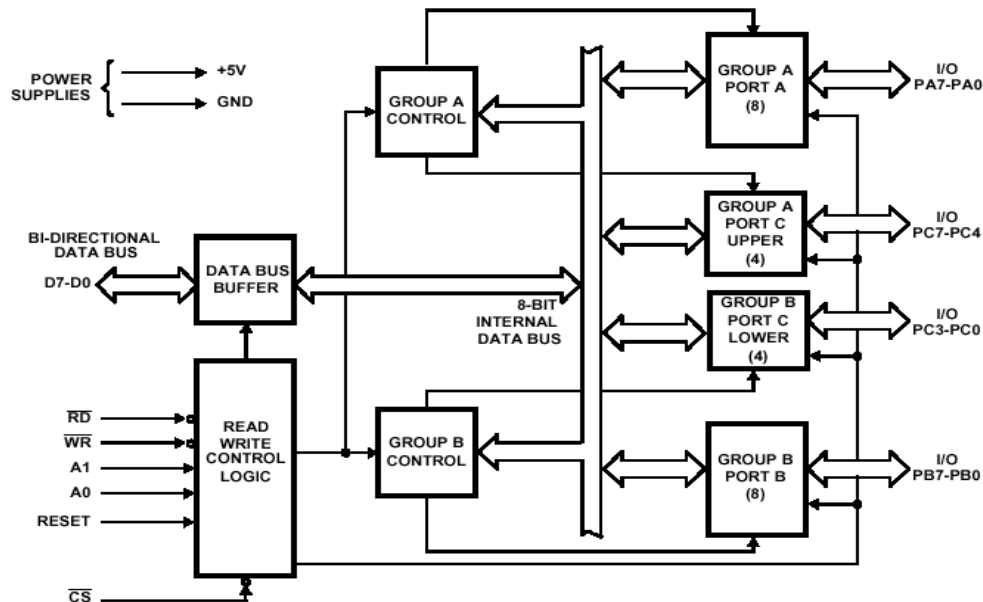 POWER
SUPPLIES
+5V
GND
GROUP A
CONTROL
GROUP A
PORT A
(8)
I/O
PA7-PA0
GROUP A
PORT C
UPPER
(4)
I/O
PC7-PC4
BI-DIRECTIONAL
DATA BUS
D7-D0
DATA BUS
BUFFER
8-BIT
INTERNAL
DATA BUS
GROUP B
PORT C
LOWER
(4)
I/O
PC3-PC0
RD
WR
A1
A0
RESET
CS
READ
WRITE
CONTROL
LOGIC
GROUP B
CONTROL
GROUP B
PORT B
(8)
I/O
PB7-PB0